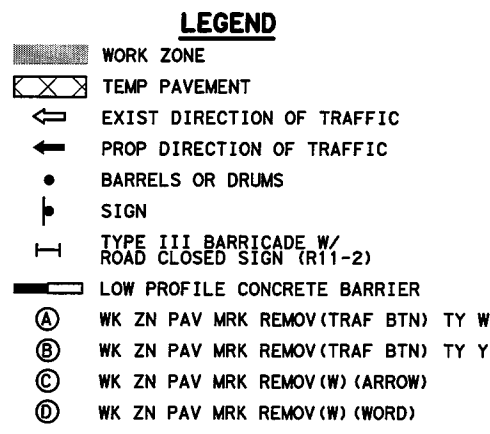 LEGEND
WORK ZONE
TEMP PAVEMENT
EXIST DIRECTION OF TRAFFIC
PROP DIRECTION OF TRAFFIC
BARRELS OR DRUMS
SIGN
TYPE III BARRICADE W/
ROAD CLOSED SIGN (R11-2)
LOW PROFILE CONCRETE BARRIER
A WK ZN PAV MRK REMOV(TRAF BTN) TY W
B WK ZN PAV MRK REMOV(TRAF BTN) TY Y
C WK ZN PAV MRK REMOV(W)(ARROW)
D WK ZN PAV MRK REMOV(W)(WORD)